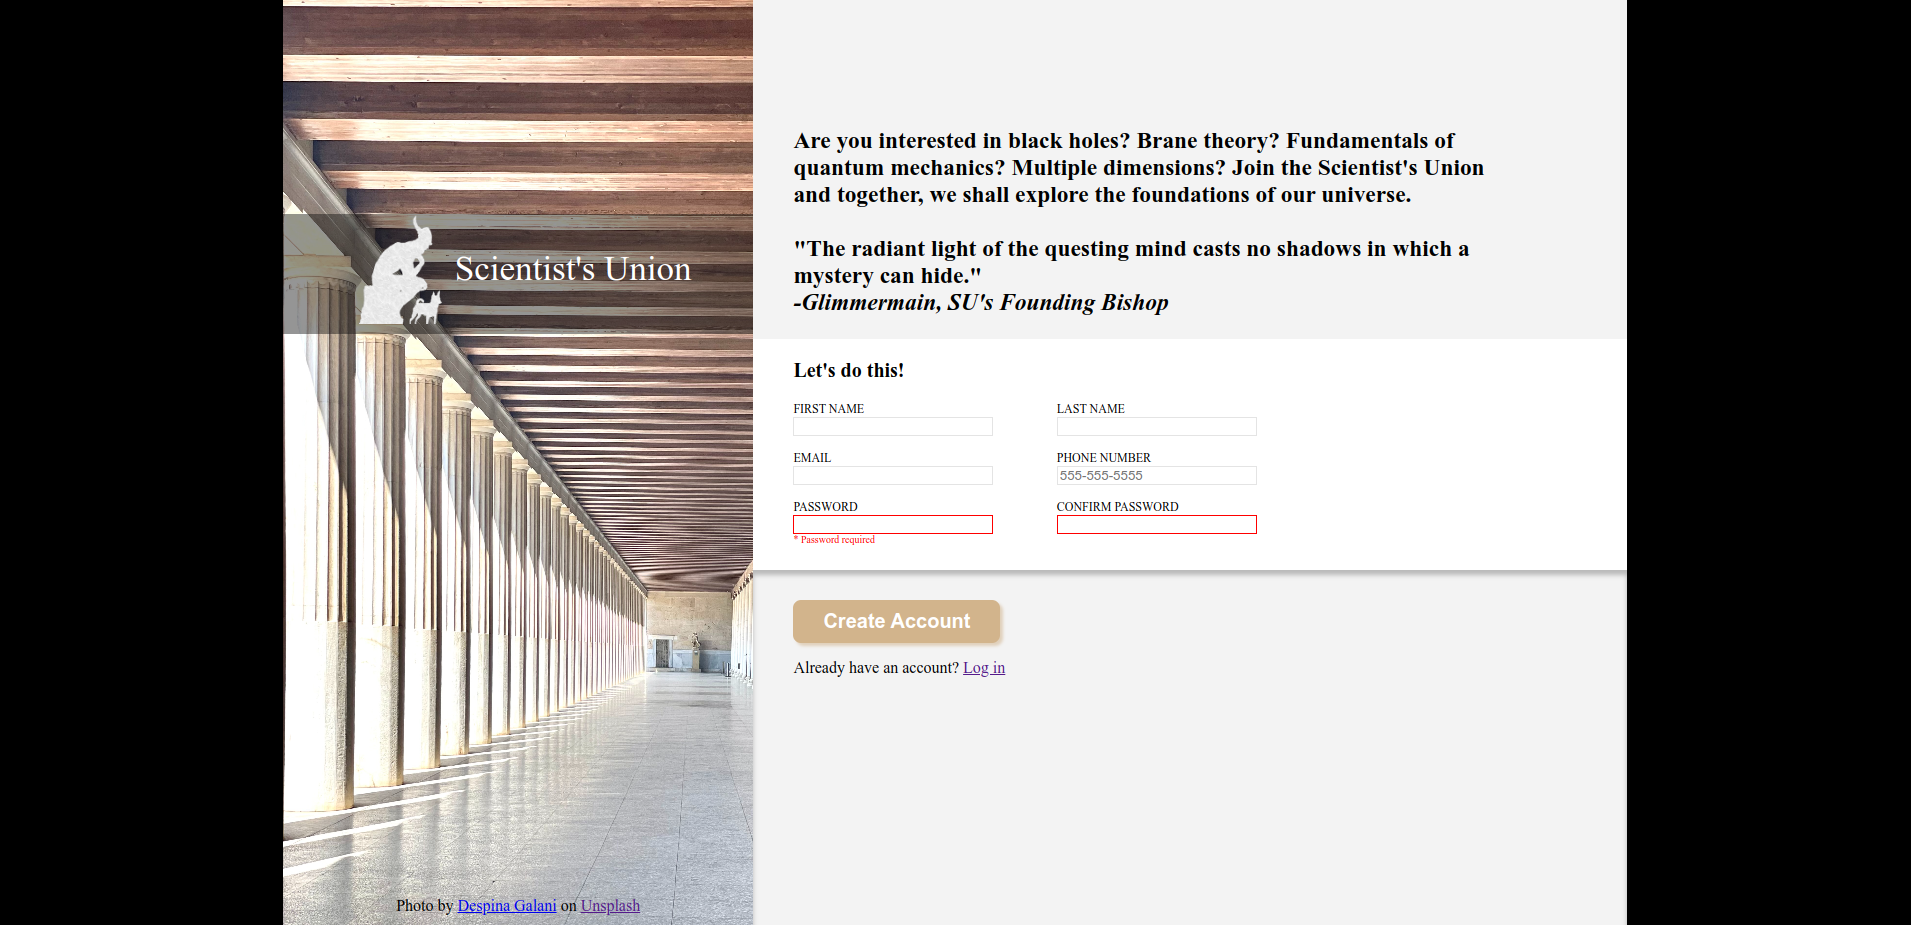 Scientist's Union
Photo by Despina Galani on Unsplash
Are you interested in black holes? Brane theory? Fundamentals of
quantum mechanics? Multiple dimensions? Join the Scientist's Union
and together, we shall explore the foundations of our universe.
"The radiant light of the questing mind casts no shadows in which a
mystery can hide."
-Glimmermain, SU's Founding Bishop
Let's do this!
FIRST NAME
LAST NAME
EMAIL
PHONE NUMBER
555-555-5555
PASSWORD
CONFIRM PASSWORD
* Password required
Create Account
Already have an account? Log in